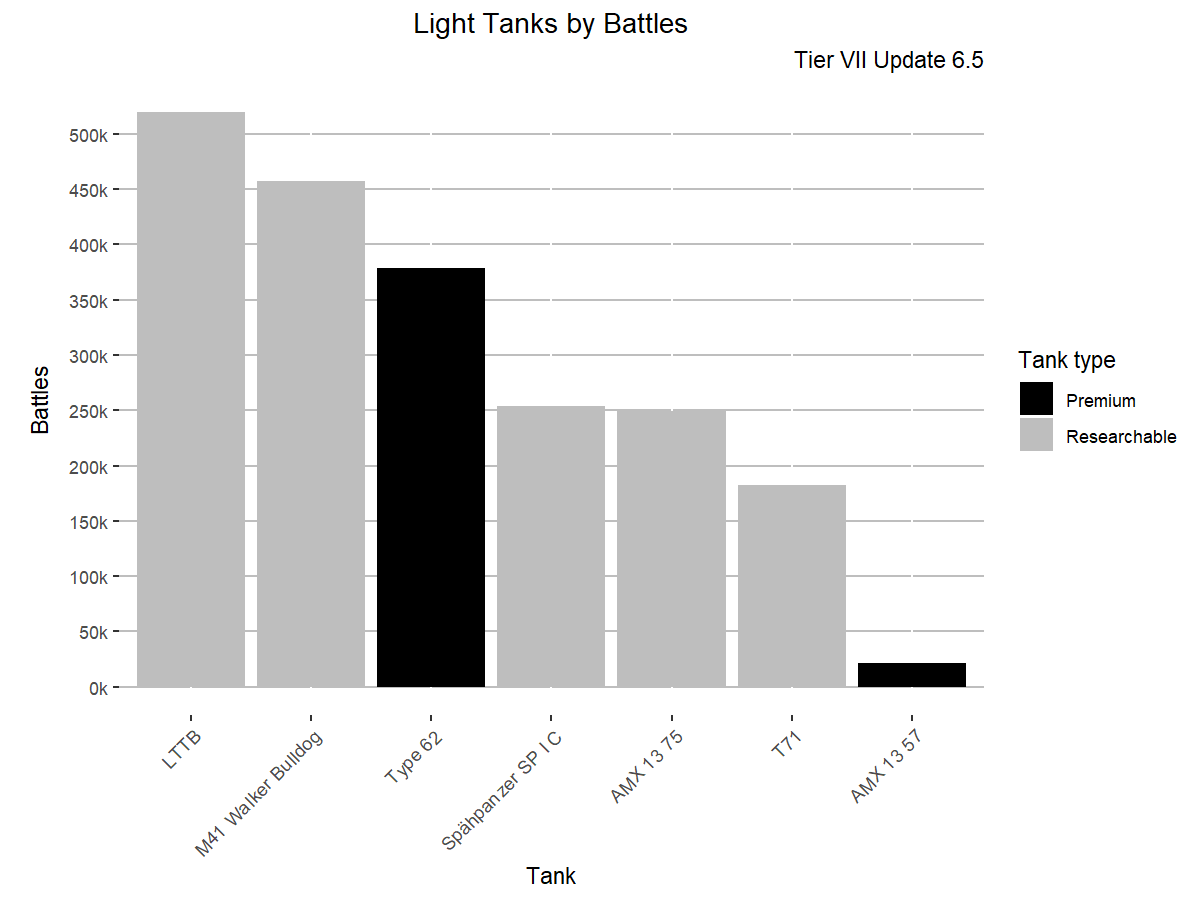 Light Tanks by Battles
Tier VII Update 6.5
500k
450k
400k
350k
300k
250k
200k
150k
100k
50k
0k
Battles
LTTB
M41 Walker Bulldog
Type 62
Spähpanzer SP I C
AMX 13 75
T71
AMX 13 57
Tank
Tank type
Premium
Researchable